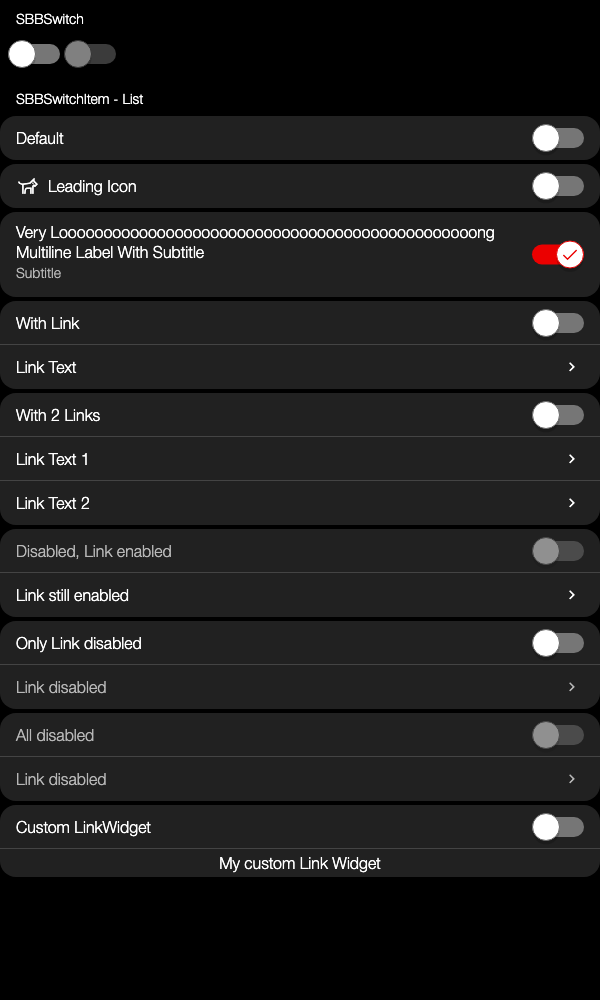 SBBSwitch
SBBSwitchItem - List
Default
Leading Icon
Very Looooooooooooooooooooooooooooooooooooooooooooooong
Multiline Label With Subtitle
Subtitle
With Link
Link Text
With 2 Links
Link Text 1
Link Text 2
Disabled, Link enabled
Link still enabled
Only Link disabled
Link disabled
All disabled
Link disabled
Custom LinkWidget
My custom Link Widget